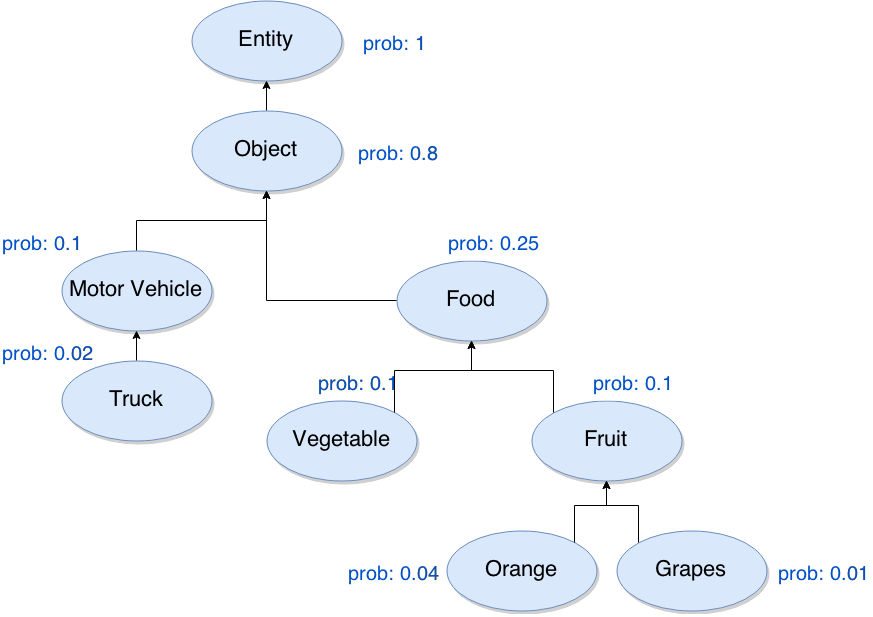 Entity
prob: 1
Object
prob: 0.8
prob: 0.1
prob: 0.25
Motor Vehicle
Food
prob: 0.02
prob: 0.1
prob: 0.1
Truck
Vegetable
Fruit
prob: 0.04
Orange
Grapes
prob: 0.01